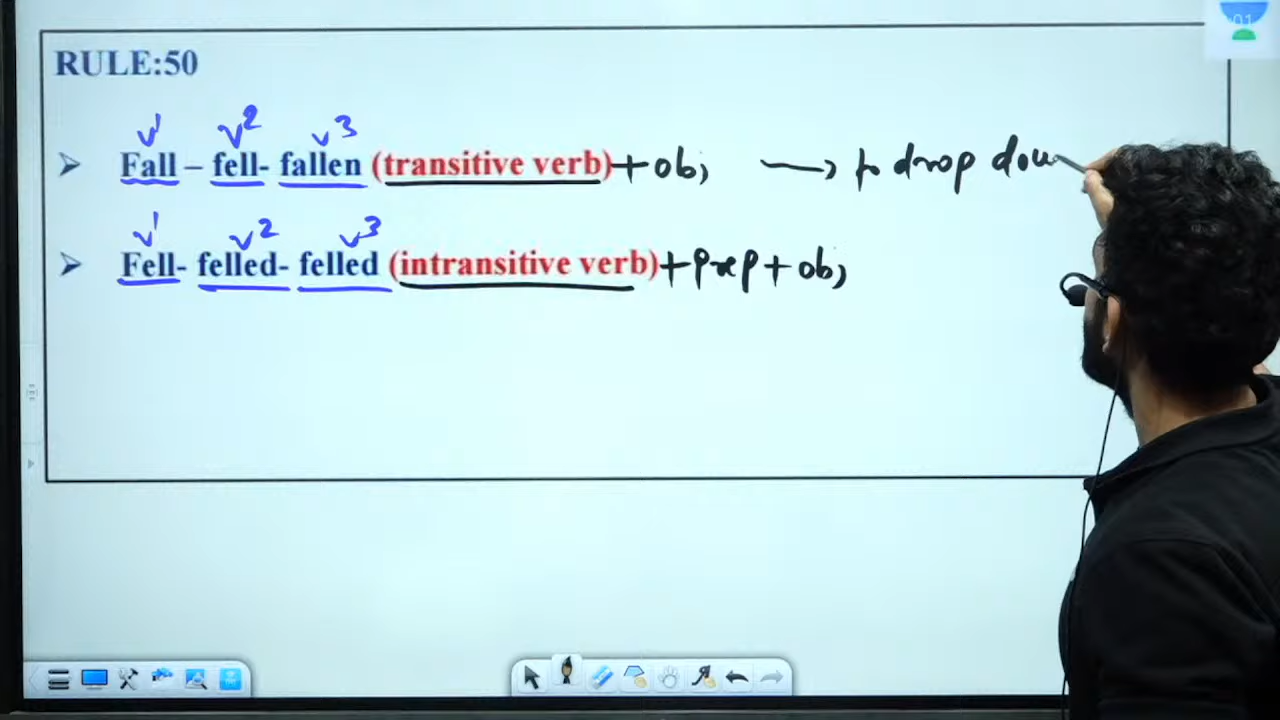 RULE:50
V1 V2 V3
➤ Fall – fell- fallen (transitive verb)+obj → to drop dow
V1 V2 V3
➤ Fell- felled- felled (intransitive verb)+prep+obj